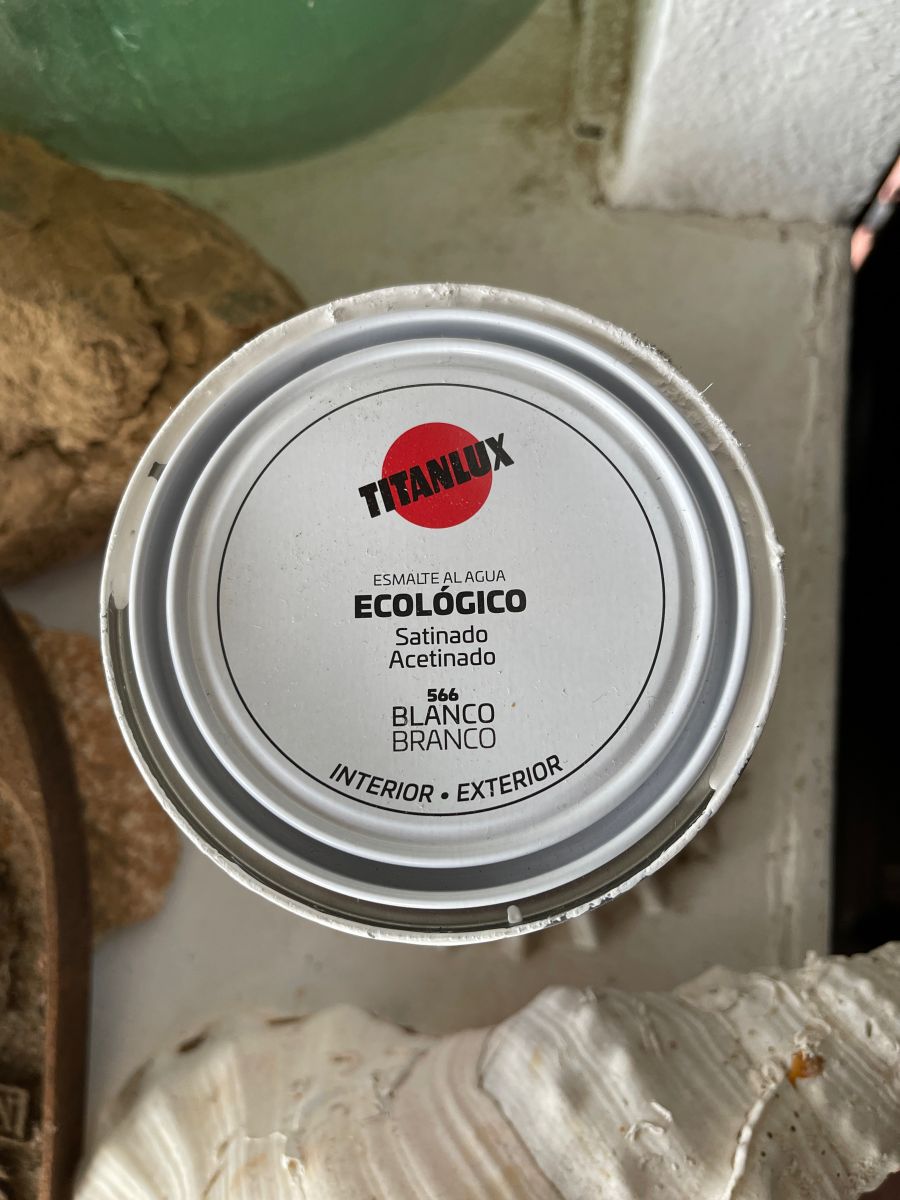 TITANLUX
ESMALTE AL AGUA
ECOLÓGICO
Satinado
Acetinado
566
BLANCO
BRANCO
INTERIOR • EXTERIOR